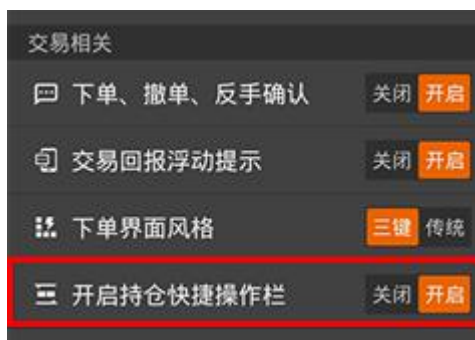 交易相关
下单、撤单、反手确认 关闭 开启
交易回报浮动提示 关闭 开启
下单界面风格 三键 传统
开启持仓快捷操作栏 关闭 开启